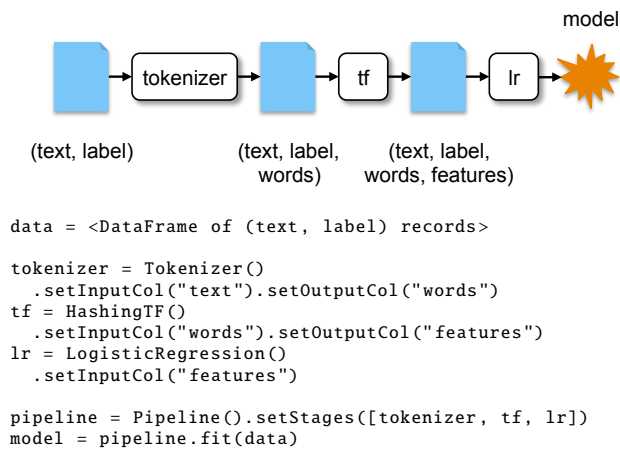 model
tokenizer
tf
lr
(text, label)
(text, label,
words)
(text, label,
words, features)
data = <DataFrame of (text, label) records>
tokenizer = Tokenizer()
.setInputCol("text").setOutputCol("words")
tf = HashingTF()
.setInputCol("words").setOutputCol("features")
lr = LogisticRegression()
.setInputCol("features")
pipeline = Pipeline().setStages([tokenizer, tf, lr])
model = pipeline.fit(data)